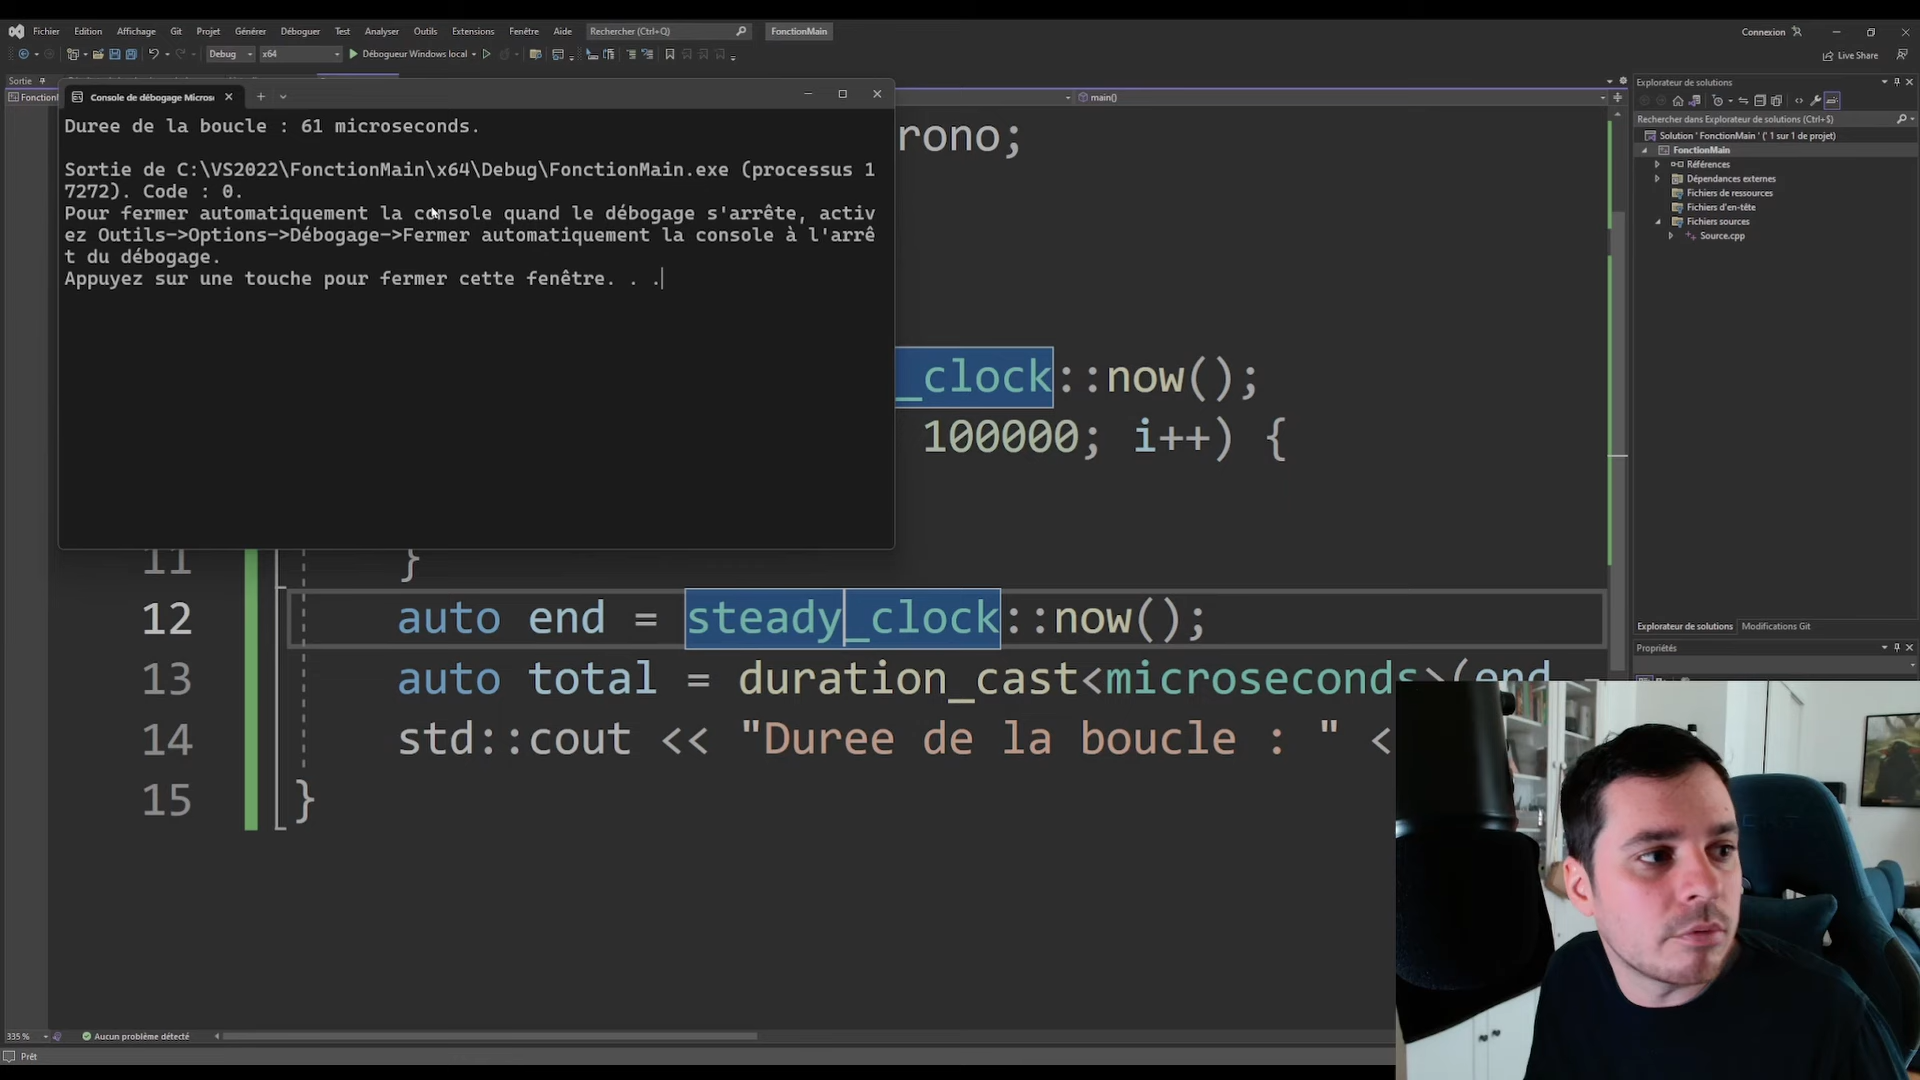 Fichier Edition Affichage Git Projet Générer Déboguer Test Analyser Outils Extensions Fenêtre Aide Rechercher (Ctrl+Q) FonctionMain Connexion
Debug x64 Débogueur Windows local Live Share
Sortie
Console de débogage Micros
main()
Duree de la boucle : 61 microseconds.
Sortie de C:\VS2022\FonctionMain\x64\Debug\FonctionMain.exe (processus 1
7272). Code : 0.
Pour fermer automatiquement la console quand le débogage s'arrête, activ
ez Outils->Options->Débogage->Fermer automatiquement la console à l'arrê
t du débogage.
Appuyez sur une touche pour fermer cette fenêtre. . .
rono;
_clock::now();
100000; i++) {
11 }
12 auto end = steady_clock::now();
13 auto total = duration_cast<microseconds>(end -
14 std::cout << "Duree de la boucle : " <
15 }
Explorateur de solutions
Rechercher dans Explorateur de solutions (Ctrl+$)
Solution 'FonctionMain' (' 1 sur 1 de projet)
FonctionMain
Références
Dépendances externes
Fichiers de ressources
Fichiers d'en-tête
Fichiers sources
Source.cpp
Explorateur de solutions Modifications Git
Propriétés
335 % Aucun problème détecté
Prêt